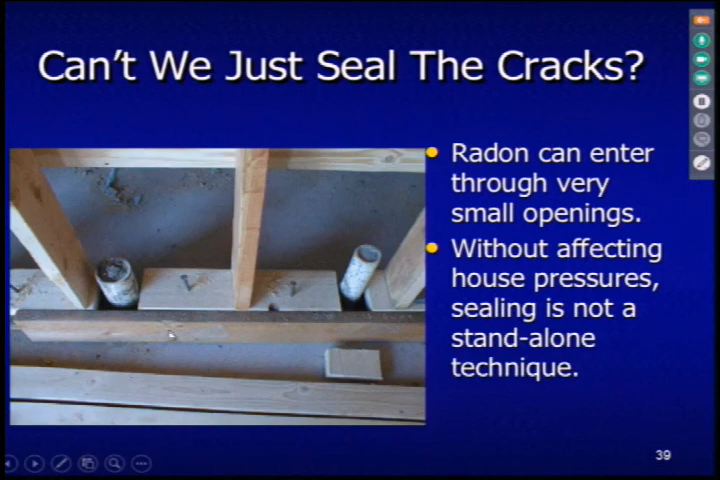 Can't We Just Seal The Cracks?
Radon can enter
through very
small openings.
Without affecting
house pressures,
sealing is not a
stand-alone
technique.
39